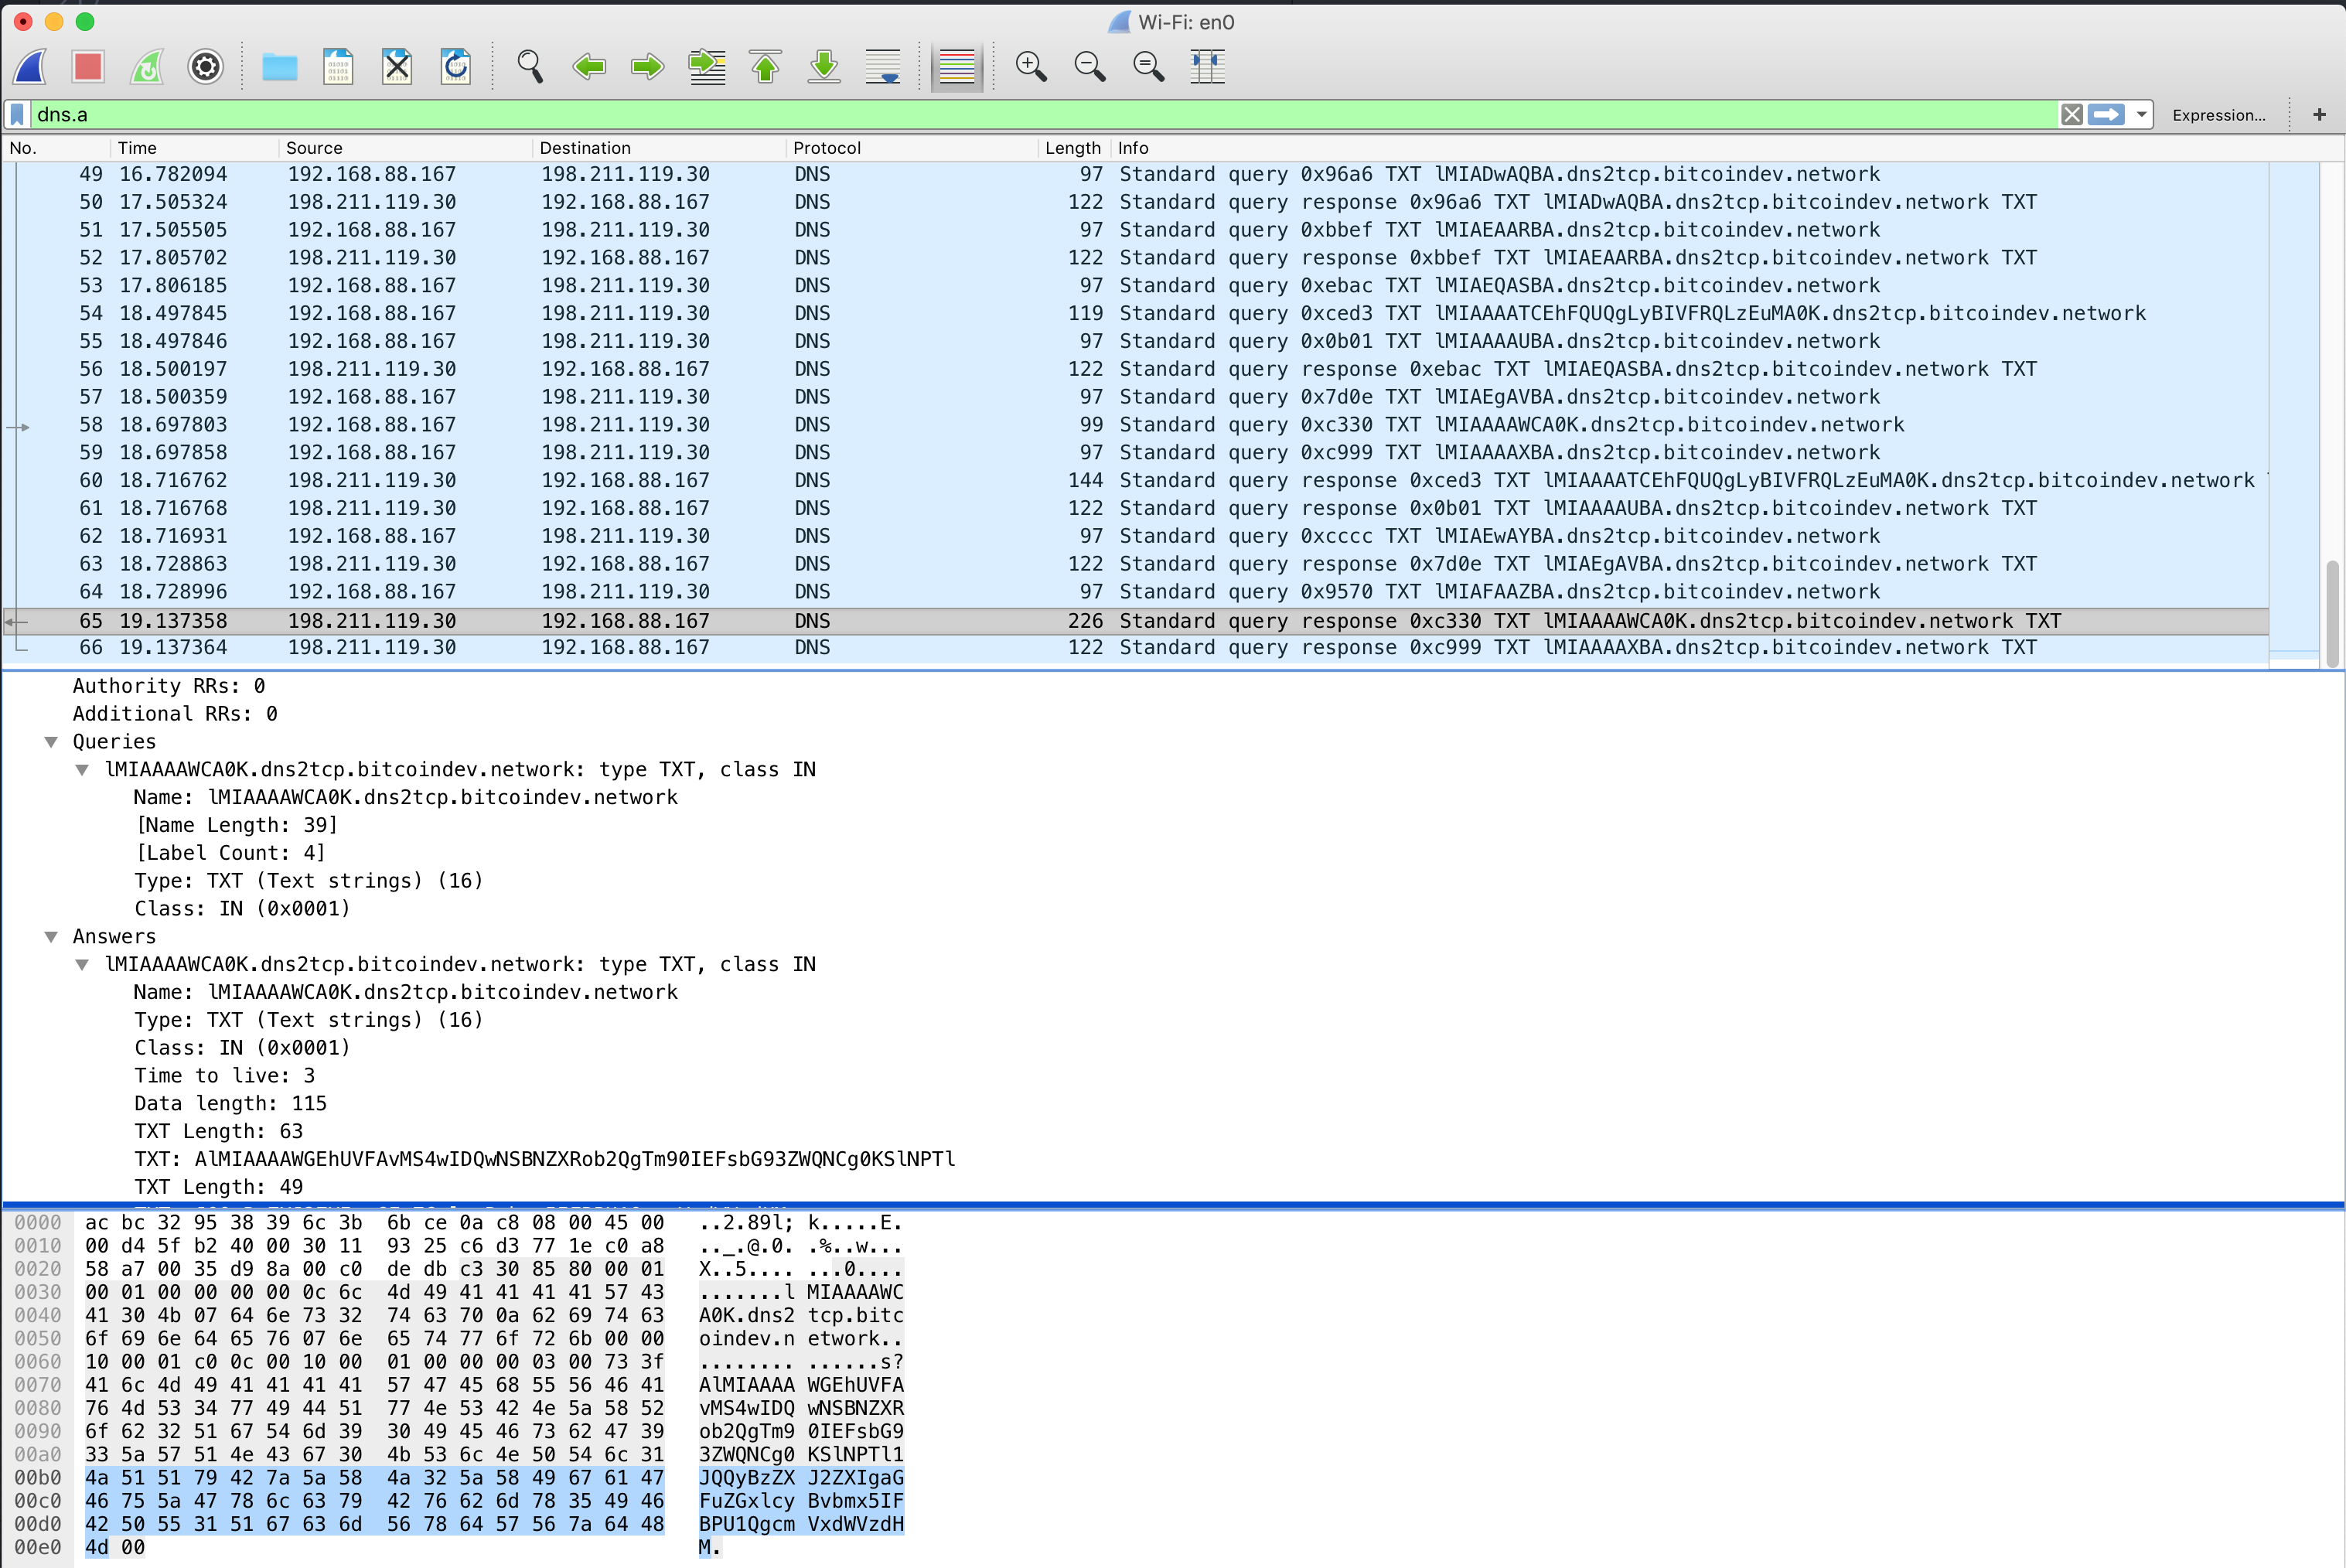 Wi-Fi: en0
dns.a
Expression... +
No. Time Source Destination Protocol Length Info
49 16.782094 192.168.88.167 198.211.119.30 DNS 97 Standard query 0x96a6 TXT lMIADwAQBA.dns2tcp.bitcoindev.network
50 17.505324 198.211.119.30 192.168.88.167 DNS 122 Standard query response 0x96a6 TXT lMIADwAQBA.dns2tcp.bitcoindev.network TXT
51 17.505505 192.168.88.167 198.211.119.30 DNS 97 Standard query 0xbbef TXT lMIAEAARBA.dns2tcp.bitcoindev.network
52 17.805702 198.211.119.30 192.168.88.167 DNS 122 Standard query response 0xbbef TXT lMIAEAARBA.dns2tcp.bitcoindev.network TXT
53 17.806185 192.168.88.167 198.211.119.30 DNS 97 Standard query 0xebac TXT lMIAEQASBA.dns2tcp.bitcoindev.network
54 18.497845 192.168.88.167 198.211.119.30 DNS 119 Standard query 0xced3 TXT lMIAAAATCEhFQUQgLyBIVFRQLzEuMA0K.dns2tcp.bitcoindev.network
55 18.497846 192.168.88.167 198.211.119.30 DNS 97 Standard query 0x0b01 TXT lMIAAAAUBA.dns2tcp.bitcoindev.network
56 18.500197 198.211.119.30 192.168.88.167 DNS 122 Standard query response 0xebac TXT lMIAEQASBA.dns2tcp.bitcoindev.network TXT
57 18.500359 192.168.88.167 198.211.119.30 DNS 97 Standard query 0x7d0e TXT lMIAEgAVBA.dns2tcp.bitcoindev.network
58 18.697803 192.168.88.167 198.211.119.30 DNS 99 Standard query 0xc330 TXT lMIAAAAWCA0K.dns2tcp.bitcoindev.network
59 18.697858 192.168.88.167 198.211.119.30 DNS 97 Standard query 0xc999 TXT lMIAAAAXBA.dns2tcp.bitcoindev.network
60 18.716762 198.211.119.30 192.168.88.167 DNS 144 Standard query response 0xced3 TXT lMIAAAATCEhFQUQgLyBIVFRQLzEuMA0K.dns2tcp.bitcoindev.network
61 18.716768 198.211.119.30 192.168.88.167 DNS 122 Standard query response 0x0b01 TXT lMIAAAAUBA.dns2tcp.bitcoindev.network TXT
62 18.716931 192.168.88.167 198.211.119.30 DNS 97 Standard query 0xcccc TXT lMIAEwAYBA.dns2tcp.bitcoindev.network
63 18.728863 198.211.119.30 192.168.88.167 DNS 122 Standard query response 0x7d0e TXT lMIAEgAVBA.dns2tcp.bitcoindev.network TXT
64 18.728996 192.168.88.167 198.211.119.30 DNS 97 Standard query 0x9570 TXT lMIAFAAZBA.dns2tcp.bitcoindev.network
65 19.137358 198.211.119.30 192.168.88.167 DNS 226 Standard query response 0xc330 TXT lMIAAAAWCA0K.dns2tcp.bitcoindev.network TXT
66 19.137364 198.211.119.30 192.168.88.167 DNS 122 Standard query response 0xc999 TXT lMIAAAAXBA.dns2tcp.bitcoindev.network TXT
Authority RRs: 0
Additional RRs: 0
Queries
lMIAAAAWCA0K.dns2tcp.bitcoindev.network: type TXT, class IN
Name: lMIAAAAWCA0K.dns2tcp.bitcoindev.network
[Name Length: 39]
[Label Count: 4]
Type: TXT (Text strings) (16)
Class: IN (0x0001)
Answers
lMIAAAAWCA0K.dns2tcp.bitcoindev.network: type TXT, class IN
Name: lMIAAAAWCA0K.dns2tcp.bitcoindev.network
Type: TXT (Text strings) (16)
Class: IN (0x0001)
Time to live: 3
Data length: 115
TXT Length: 63
TXT: AlMIAAAAWGEhUVFAvMS4wIDQwNSBNZXRob2QgTm90IEFsbG93ZWQNCg0KSlNPTl
TXT Length: 49
0000 ac bc 32 95 38 39 6c 3b 6b ce 0a c8 08 00 45 00 ..2.89l; k.....E.
0010 00 d4 5f b2 40 00 30 11 93 25 c6 d3 77 1e c0 a8 .._.@.0. .%..w...
0020 58 a7 00 35 d9 8a 00 c0 de db c3 30 85 80 00 01 X..5.... ...0....
0030 00 01 00 00 00 00 0c 6c 4d 49 41 41 41 41 57 43 .......l MIAAAAWC
0040 41 30 4b 07 64 6e 73 32 74 63 70 0a 62 69 74 63 A0K.dns2 tcp.bitc
0050 6f 69 6e 64 65 76 07 6e 65 74 77 6f 72 6b 00 00 oindev.n etwork..
0060 10 00 01 c0 0c 00 10 00 01 00 00 00 03 00 73 3f ........ ......s?
0070 41 6c 4d 49 41 41 41 41 57 47 45 68 55 56 46 41 AlMIAAAA WGEhUVFA
0080 76 4d 53 34 77 49 44 51 77 4e 53 42 4e 5a 58 52 vMS4wIDQ wNSBNZXR
0090 6f 62 32 51 67 54 6d 39 30 49 45 46 73 62 47 39 ob2QgTm9 0IEFsbG9
00a0 33 5a 57 51 4e 43 67 30 4b 53 6c 4e 50 54 6c 31 3ZWQNCg0 KSlNPTl1
00b0 4a 51 51 79 42 7a 5a 58 4a 32 5a 58 49 67 61 47 JQQyBzZX J2ZXIgaG
00c0 46 75 5a 47 78 6c 63 79 42 76 62 6d 78 35 49 46 FuZGxlcy Bvbmx5IF
00d0 42 50 55 31 51 67 63 6d 56 78 64 57 56 7a 64 48 BPU1Qgcm VxdWVzdH
00e0 4d 00 M.